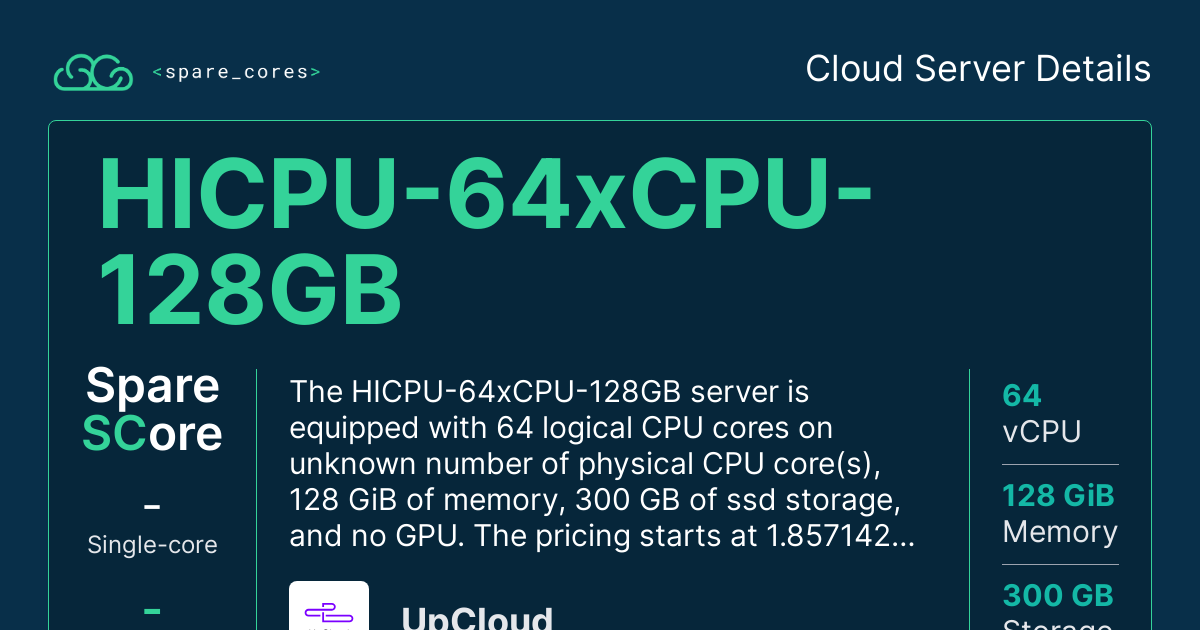 <spare_cores>
Cloud Server Details
HICPU-64xCPU-
128GB
Spare
SCore
-
Single-core
-
The HICPU-64xCPU-128GB server is
equipped with 64 logical CPU cores on
unknown number of physical CPU core(s),
128 GiB of memory, 300 GB of ssd storage,
and no GPU. The pricing starts at 1.857142...
UpCloud
64
vCPU
128 GiB
Memory
300 GB
Storage